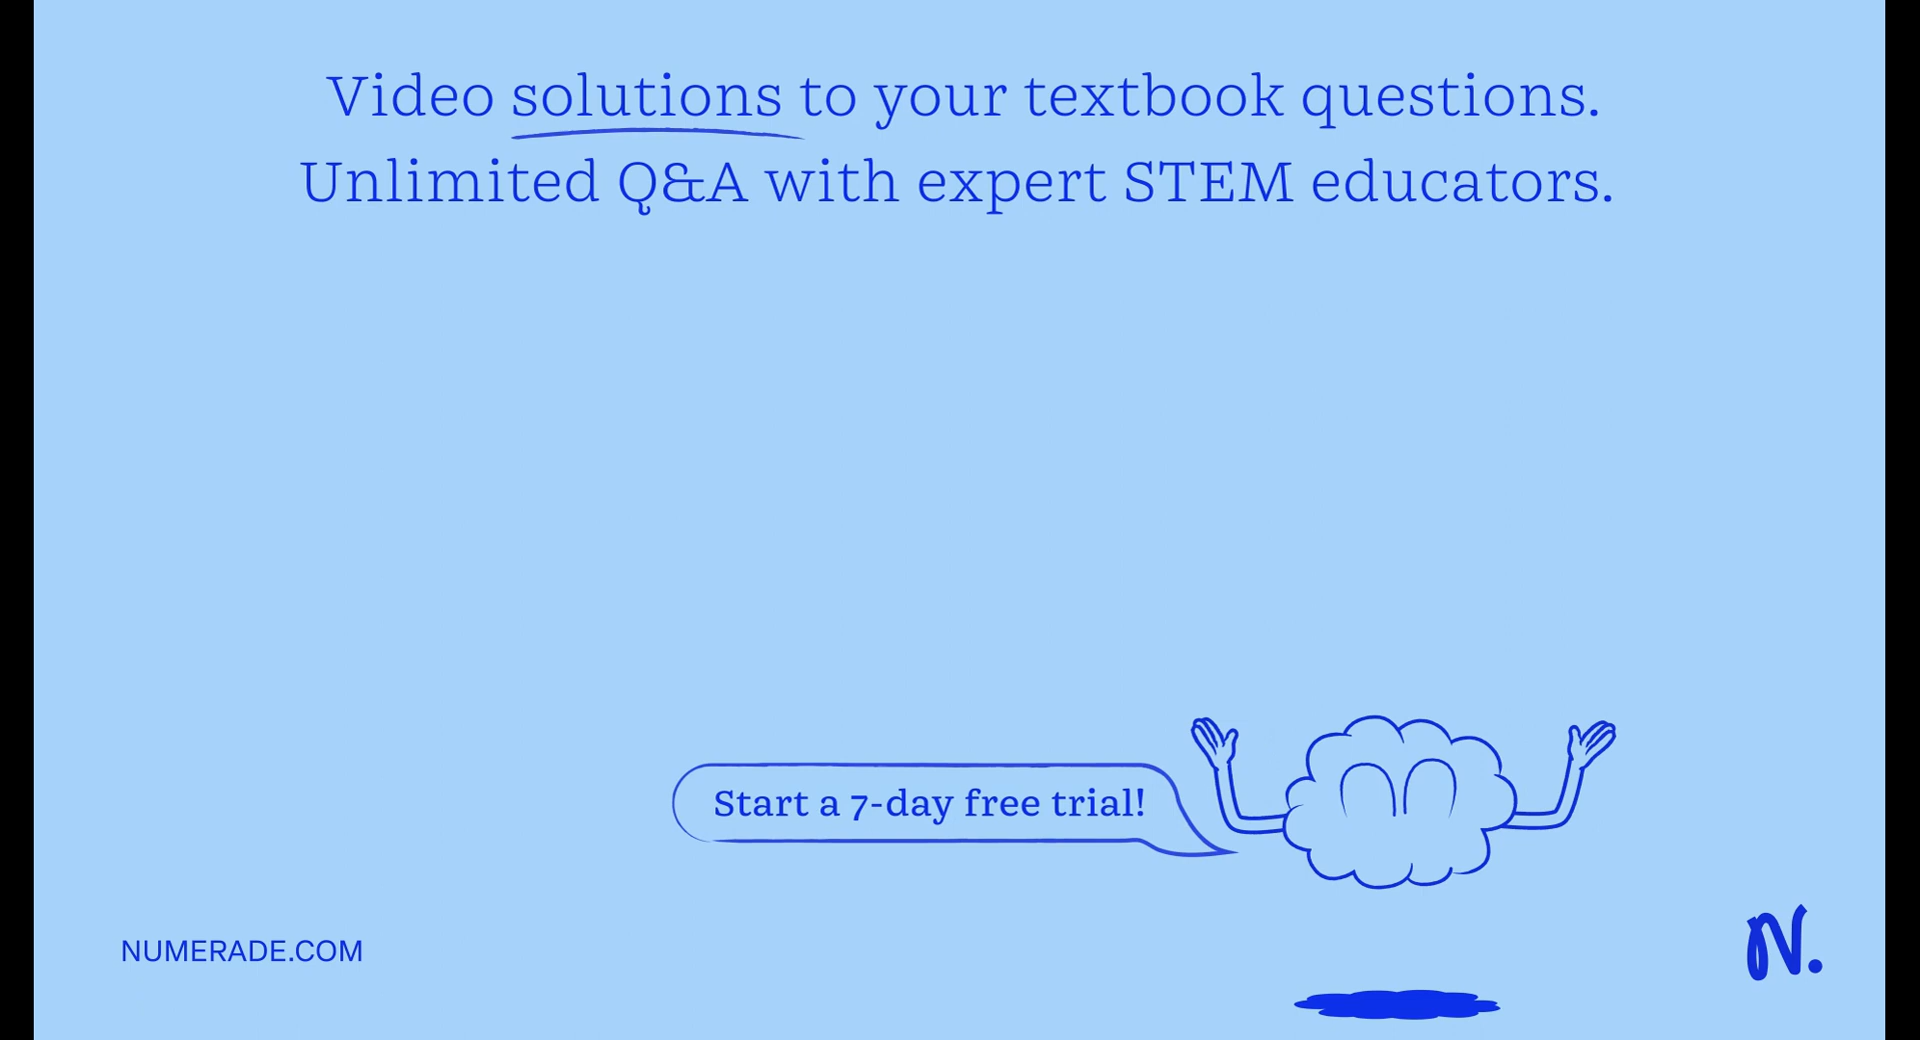 Video solutions to your textbook questions.
Unlimited Q&A with expert STEM educators.
Start a 7-day free trial!
NUMERADE.COM
N.